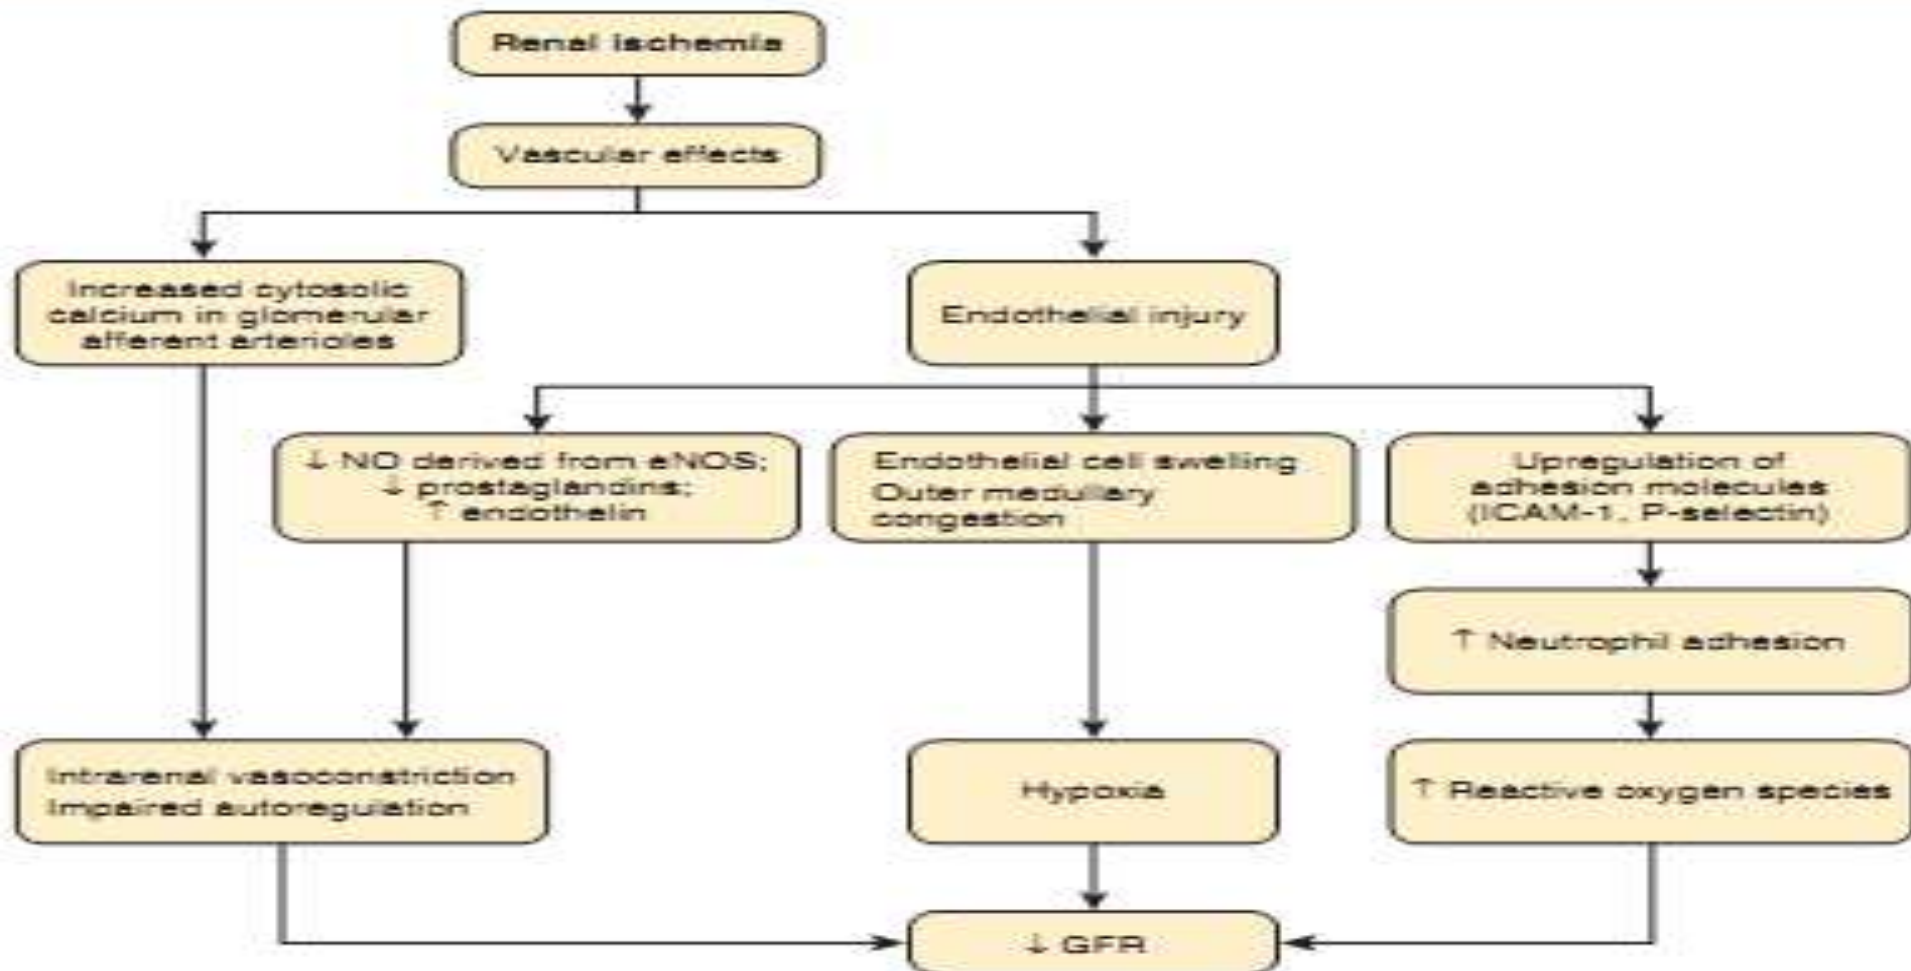 Renal ischemia
Vascular effects
Increased cytosolic
calcium in glomerular
afferent arterioles
Endothelial injury
↓ NO derived from eNOS;
↓ prostaglandins;
↑ endothelin
Endothelial cell swelling
Outer medullary
congestion
Upregulation of
adhesion molecules
(ICAM-1, P-selectin)
↑ Neutrophil adhesion
Intrarenal vasoconstriction
Impaired autoregulation
Hypoxia
↑ Reactive oxygen species
↓ GFR